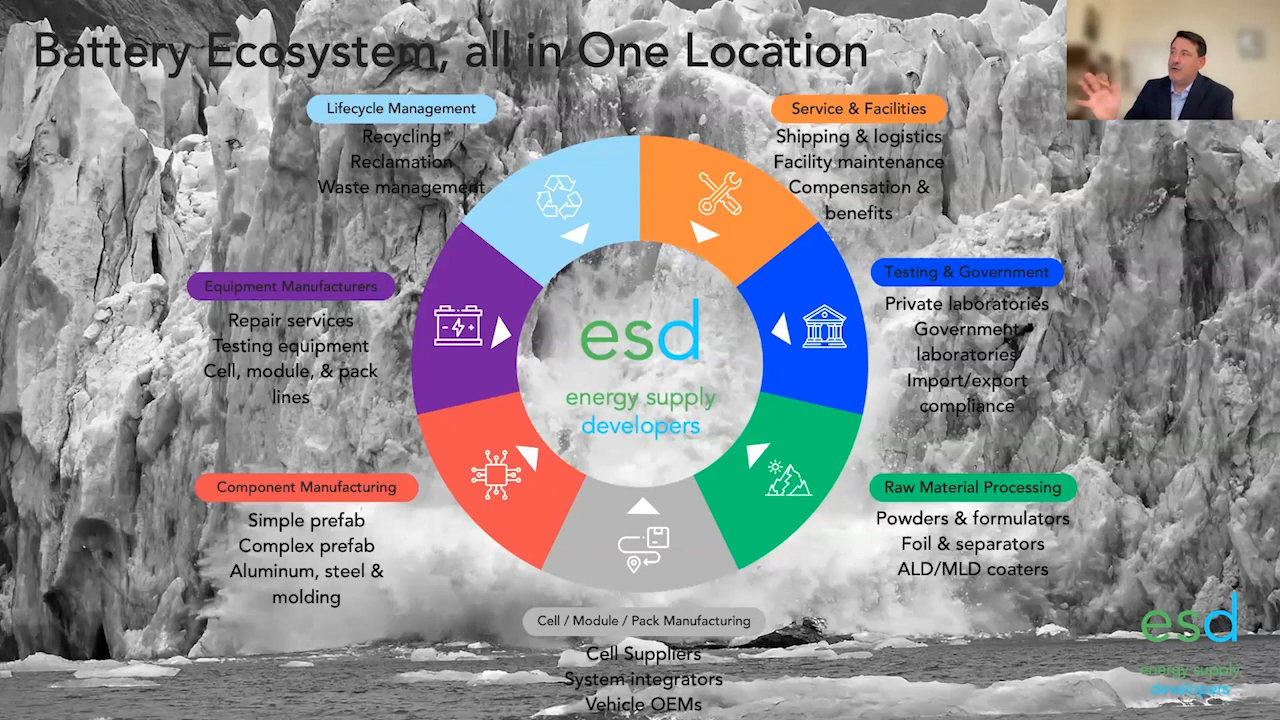 Battery Ecosystem, all in One Location
Lifecycle Management
Recycling
Reclamation
Waste management
Service & Facilities
Shipping & logistics
Facility maintenance
Compensation &
benefits
Equipment Manufacturers
Repair services
Testing equipment
Cell, module, & pack
lines
Testing & Government
Private laboratories
Government
laboratories
Import/export
compliance
esd
energy supply
developers
Component Manufacturing
Simple prefab
Complex prefab
Aluminum, steel &
molding
Raw Material Processing
Powders & formulators
Foil & separators
ALD/MLD coaters
Cell / Module / Pack Manufacturing
Cell Suppliers
System integrators
Vehicle OEMs
esd
energy supply
developers